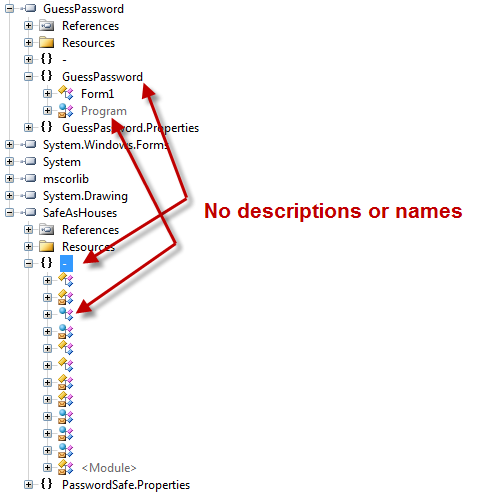 GuessPassword
References
Resources
{} -
{} GuessPassword
Form1
Program
{} GuessPassword.Properties
System.Windows.Forms
System
mscorlib
System.Drawing
SafeAsHouses
No descriptions or names
References
Resources
{} -
<Module>
{} PasswordSafe.Properties